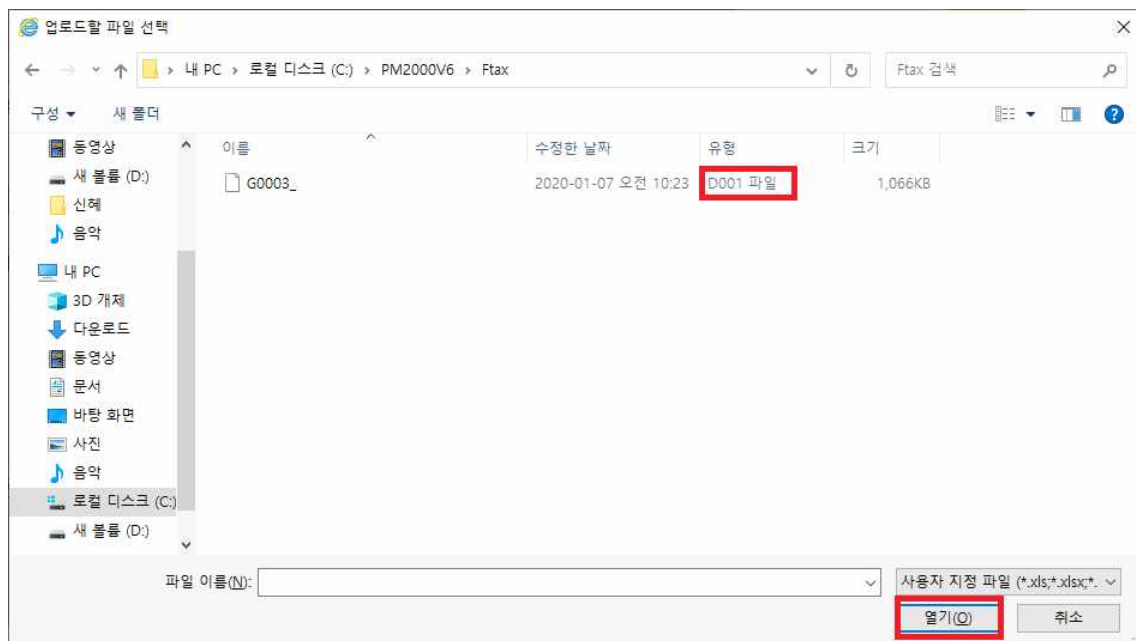 업로드할 파일 선택
내 PC > 로컬 디스크 (C:) > PM2000V6 > Ftax
Ftax 검색
구성 새 폴더
이름 수정한 날짜 유형 크기
G0003_ 2020-01-07 오전 10:23 D001 파일 1,066KB
동영상
새 볼륨 (D:)
신혜
음악
내 PC
3D 개체
다운로드
동영상
문서
바탕 화면
사진
음악
로컬 디스크 (C:)
새 볼륨 (D:)
파일 이름(N):
사용자 지정 파일 (*.xls;*.xlsx;*.
열기(O) 취소